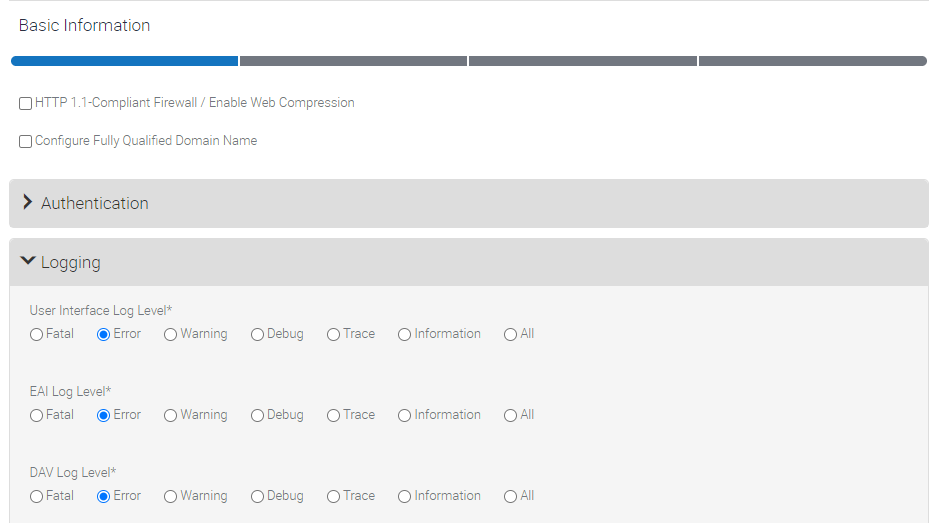 Basic Information
HTTP 1.1-Compliant Firewall / Enable Web Compression
Configure Fully Qualified Domain Name
Authentication
Logging
User Interface Log Level*
Fatal Error Warning Debug Trace Information All
EAI Log Level*
Fatal Error Warning Debug Trace Information All
DAV Log Level*
Fatal Error Warning Debug Trace Information All